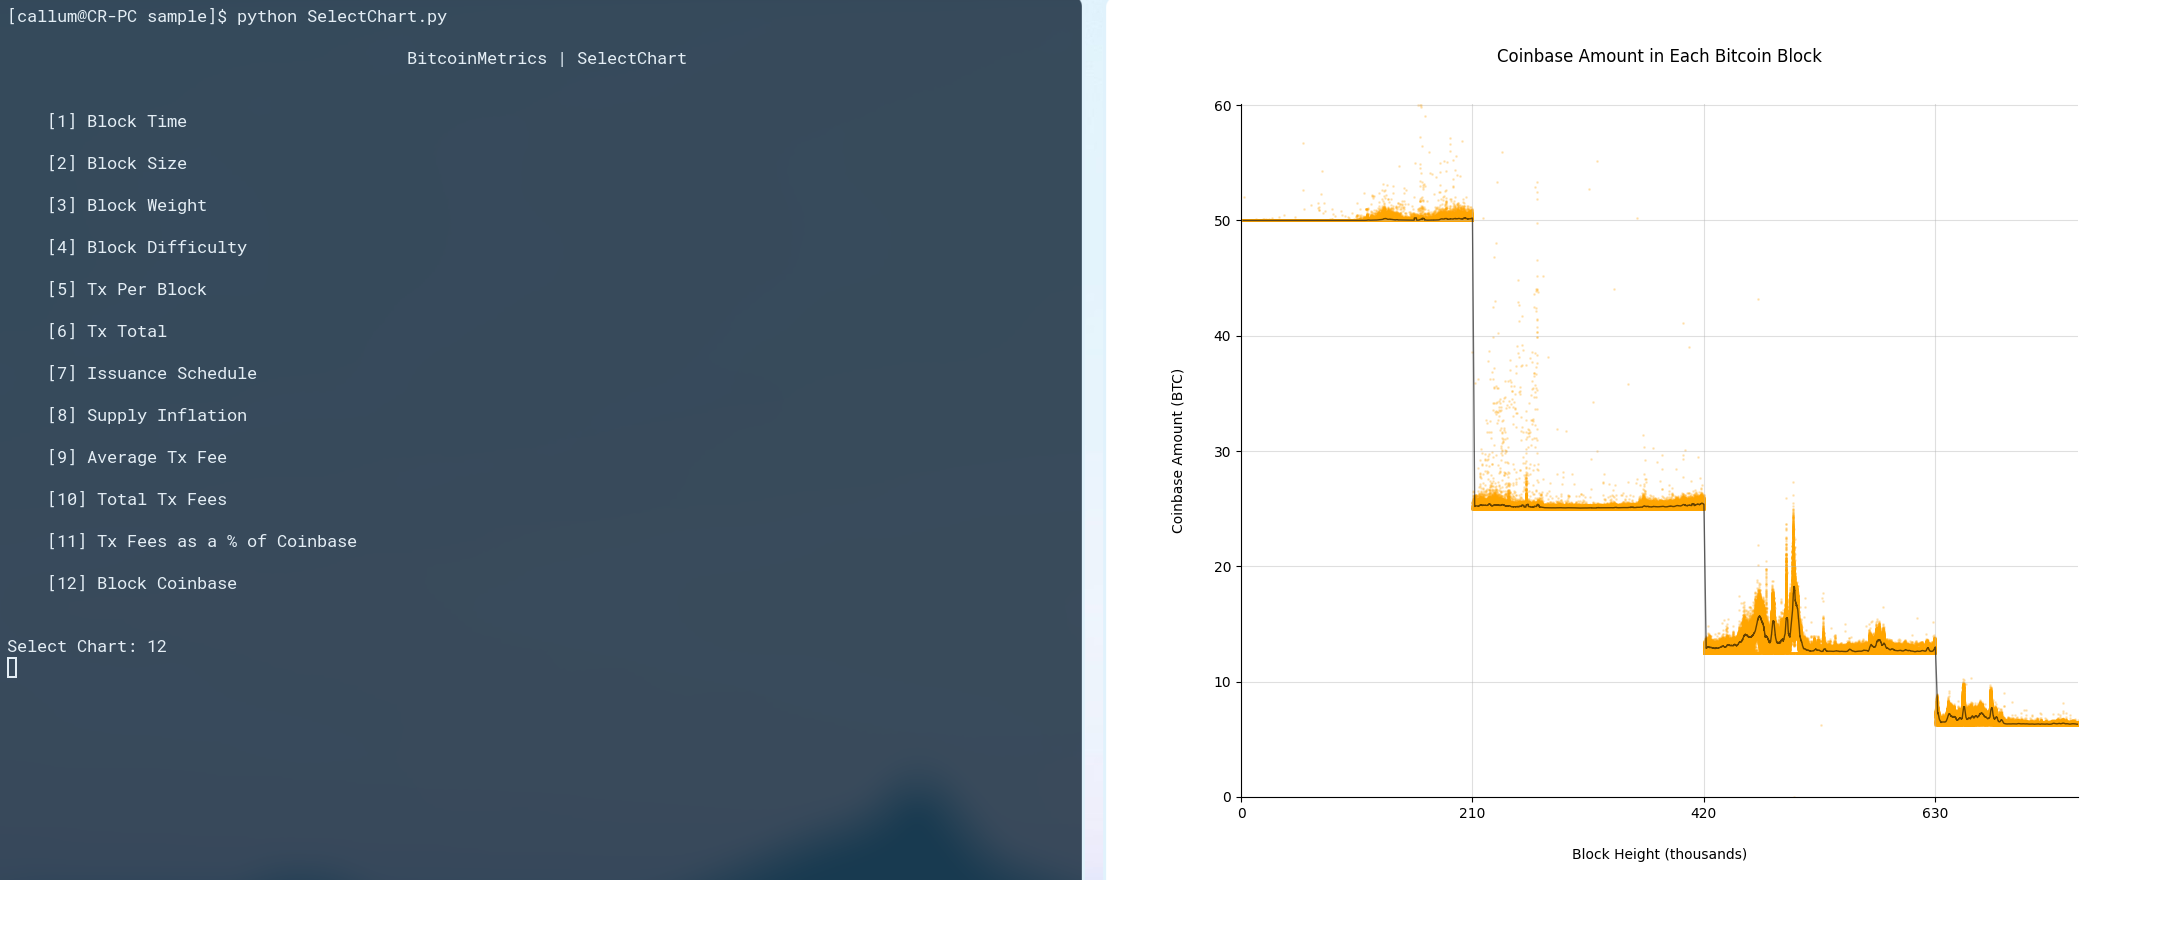 [callum@CR-PC sample]$ python SelectChart.py
BitcoinMetrics | SelectChart
[1] Block Time
[2] Block Size
[3] Block Weight
[4] Block Difficulty
[5] Tx Per Block
[6] Tx Total
[7] Issuance Schedule
[8] Supply Inflation
[9] Average Tx Fee
[10] Total Tx Fees
[11] Tx Fees as a % of Coinbase
[12] Block Coinbase
Select Chart: 12
Coinbase Amount in Each Bitcoin Block
60
50
40
30
20
10
0
Coinbase Amount (BTC)
0 210 420 630
Block Height (thousands)